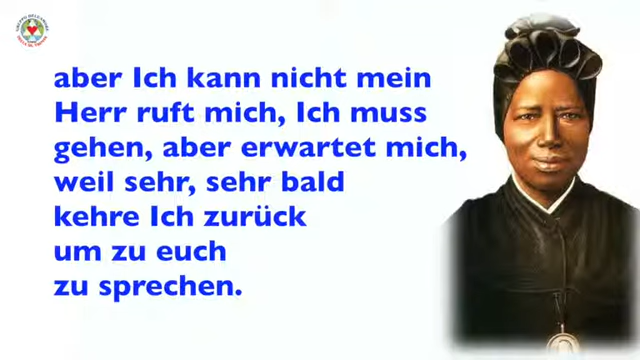 aber Ich kann nicht mein
Herr ruft mich, Ich muss
gehen, aber erwartet mich,
weil sehr, sehr bald
kehre Ich zurück
um zu euch
zu sprechen.